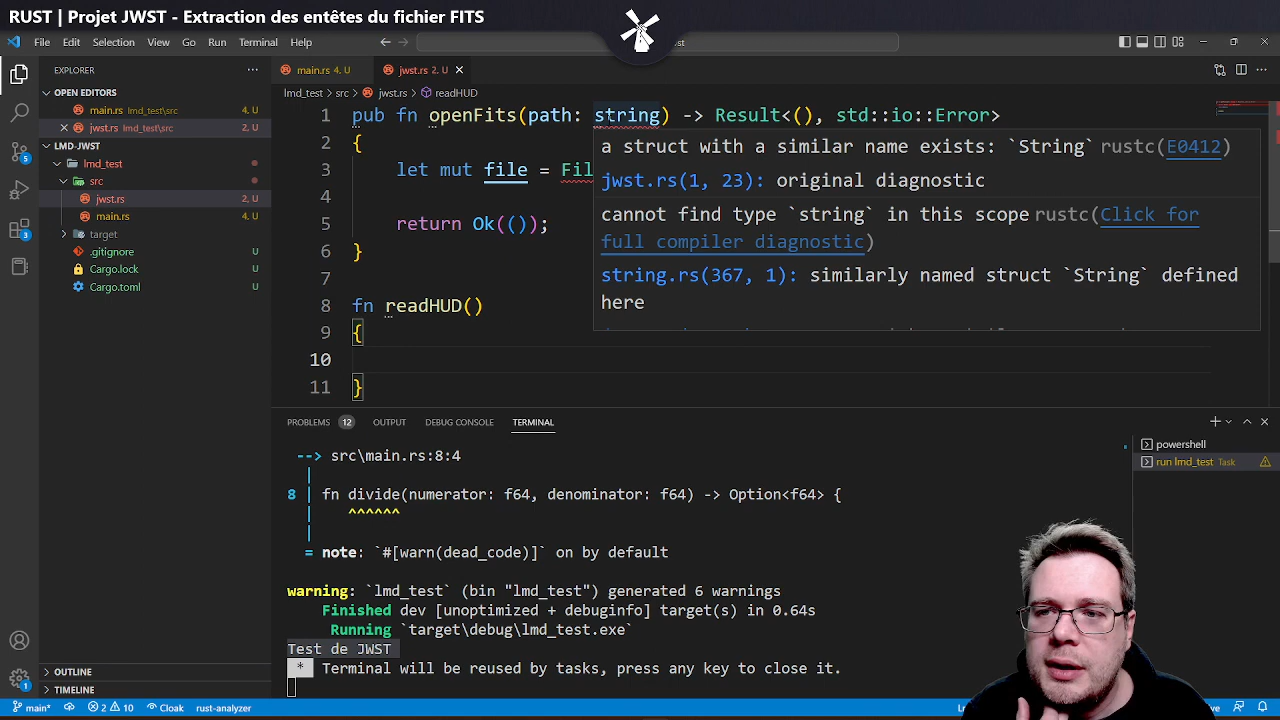 RUST | Projet JWST - Extraction des entêtes du fichier FITS
File Edit Selection View Go Run Terminal Help
EXPLORER
main.rs 4, U
jwst.rs 2, U
OPEN EDITORS
main.rs lmd_test\src 4, U
jwst.rs lmd_test\src 2, U
LMD-JWST
lmd_test
src
jwst.rs 2, U
main.rs 4, U
target
.gitignore U
Cargo.lock U
Cargo.toml U
OUTLINE
TIMELINE
lmd_test > src > jwst.rs > readHUD
1 pub fn openFits(path: string) -> Result<(), std::io::Error>
2 {
3 let mut file = Fil
4
5 return Ok(());
6 }
7
8 fn readHUD()
9 {
10
11 }
a struct with a similar name exists: `String` rustc(E0412)
jwst.rs(1, 23): original diagnostic
cannot find type `string` in this scope rustc(Click for
full compiler diagnostic)
string.rs(367, 1): similarly named struct `String` defined
here
PROBLEMS 12 OUTPUT DEBUG CONSOLE TERMINAL
powershell
run lmd_test Task
--> src\main.rs:8:4
|
8 | fn divide(numerator: f64, denominator: f64) -> Option<f64> {
| ^^^^^^
|
= note: `#[warn(dead_code)]` on by default
warning: `lmd_test` (bin "lmd_test") generated 6 warnings
Finished dev [unoptimized + debuginfo] target(s) in 0.64s
Running `target\debug\lmd_test.exe`
Test de JWST
* Terminal will be reused by tasks, press any key to close it.
5
3
1
main* 2 10 Cloak rust-analyzer